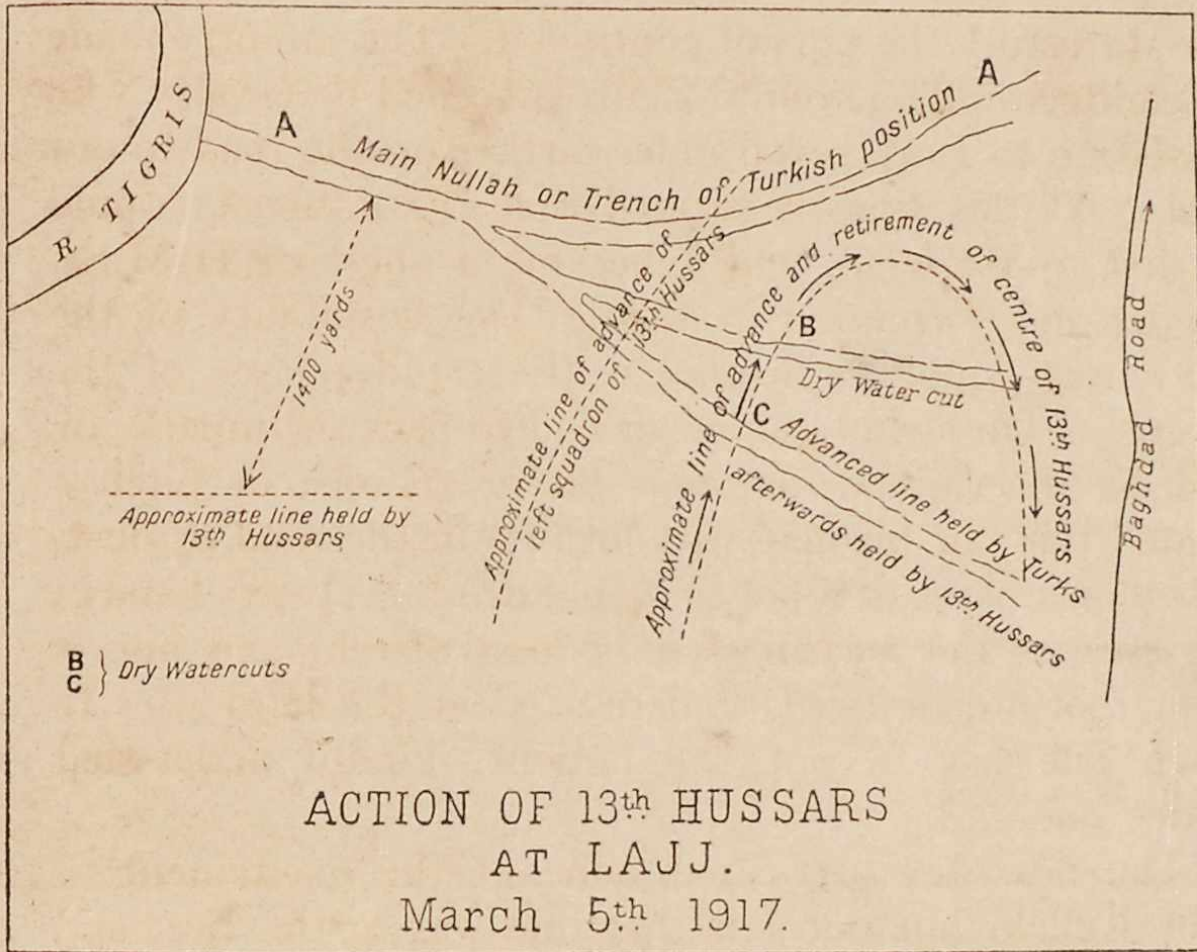 R TIGRIS
A
Main Nullah or Trench of Turkish position
A
1400 yards
Approximate line held by
13th Hussars
Approximate line of advance of
left squadron of 13th Hussars
Approximate line of advance and retirement of centre of 13th Hussars
B
Dry Water cut
C
Advanced line held by Turks
afterwards held by 13th Hussars
Baghdad Road
B
C } Dry Watercuts
ACTION OF 13th HUSSARS
AT LAJJ.
March 5th 1917.